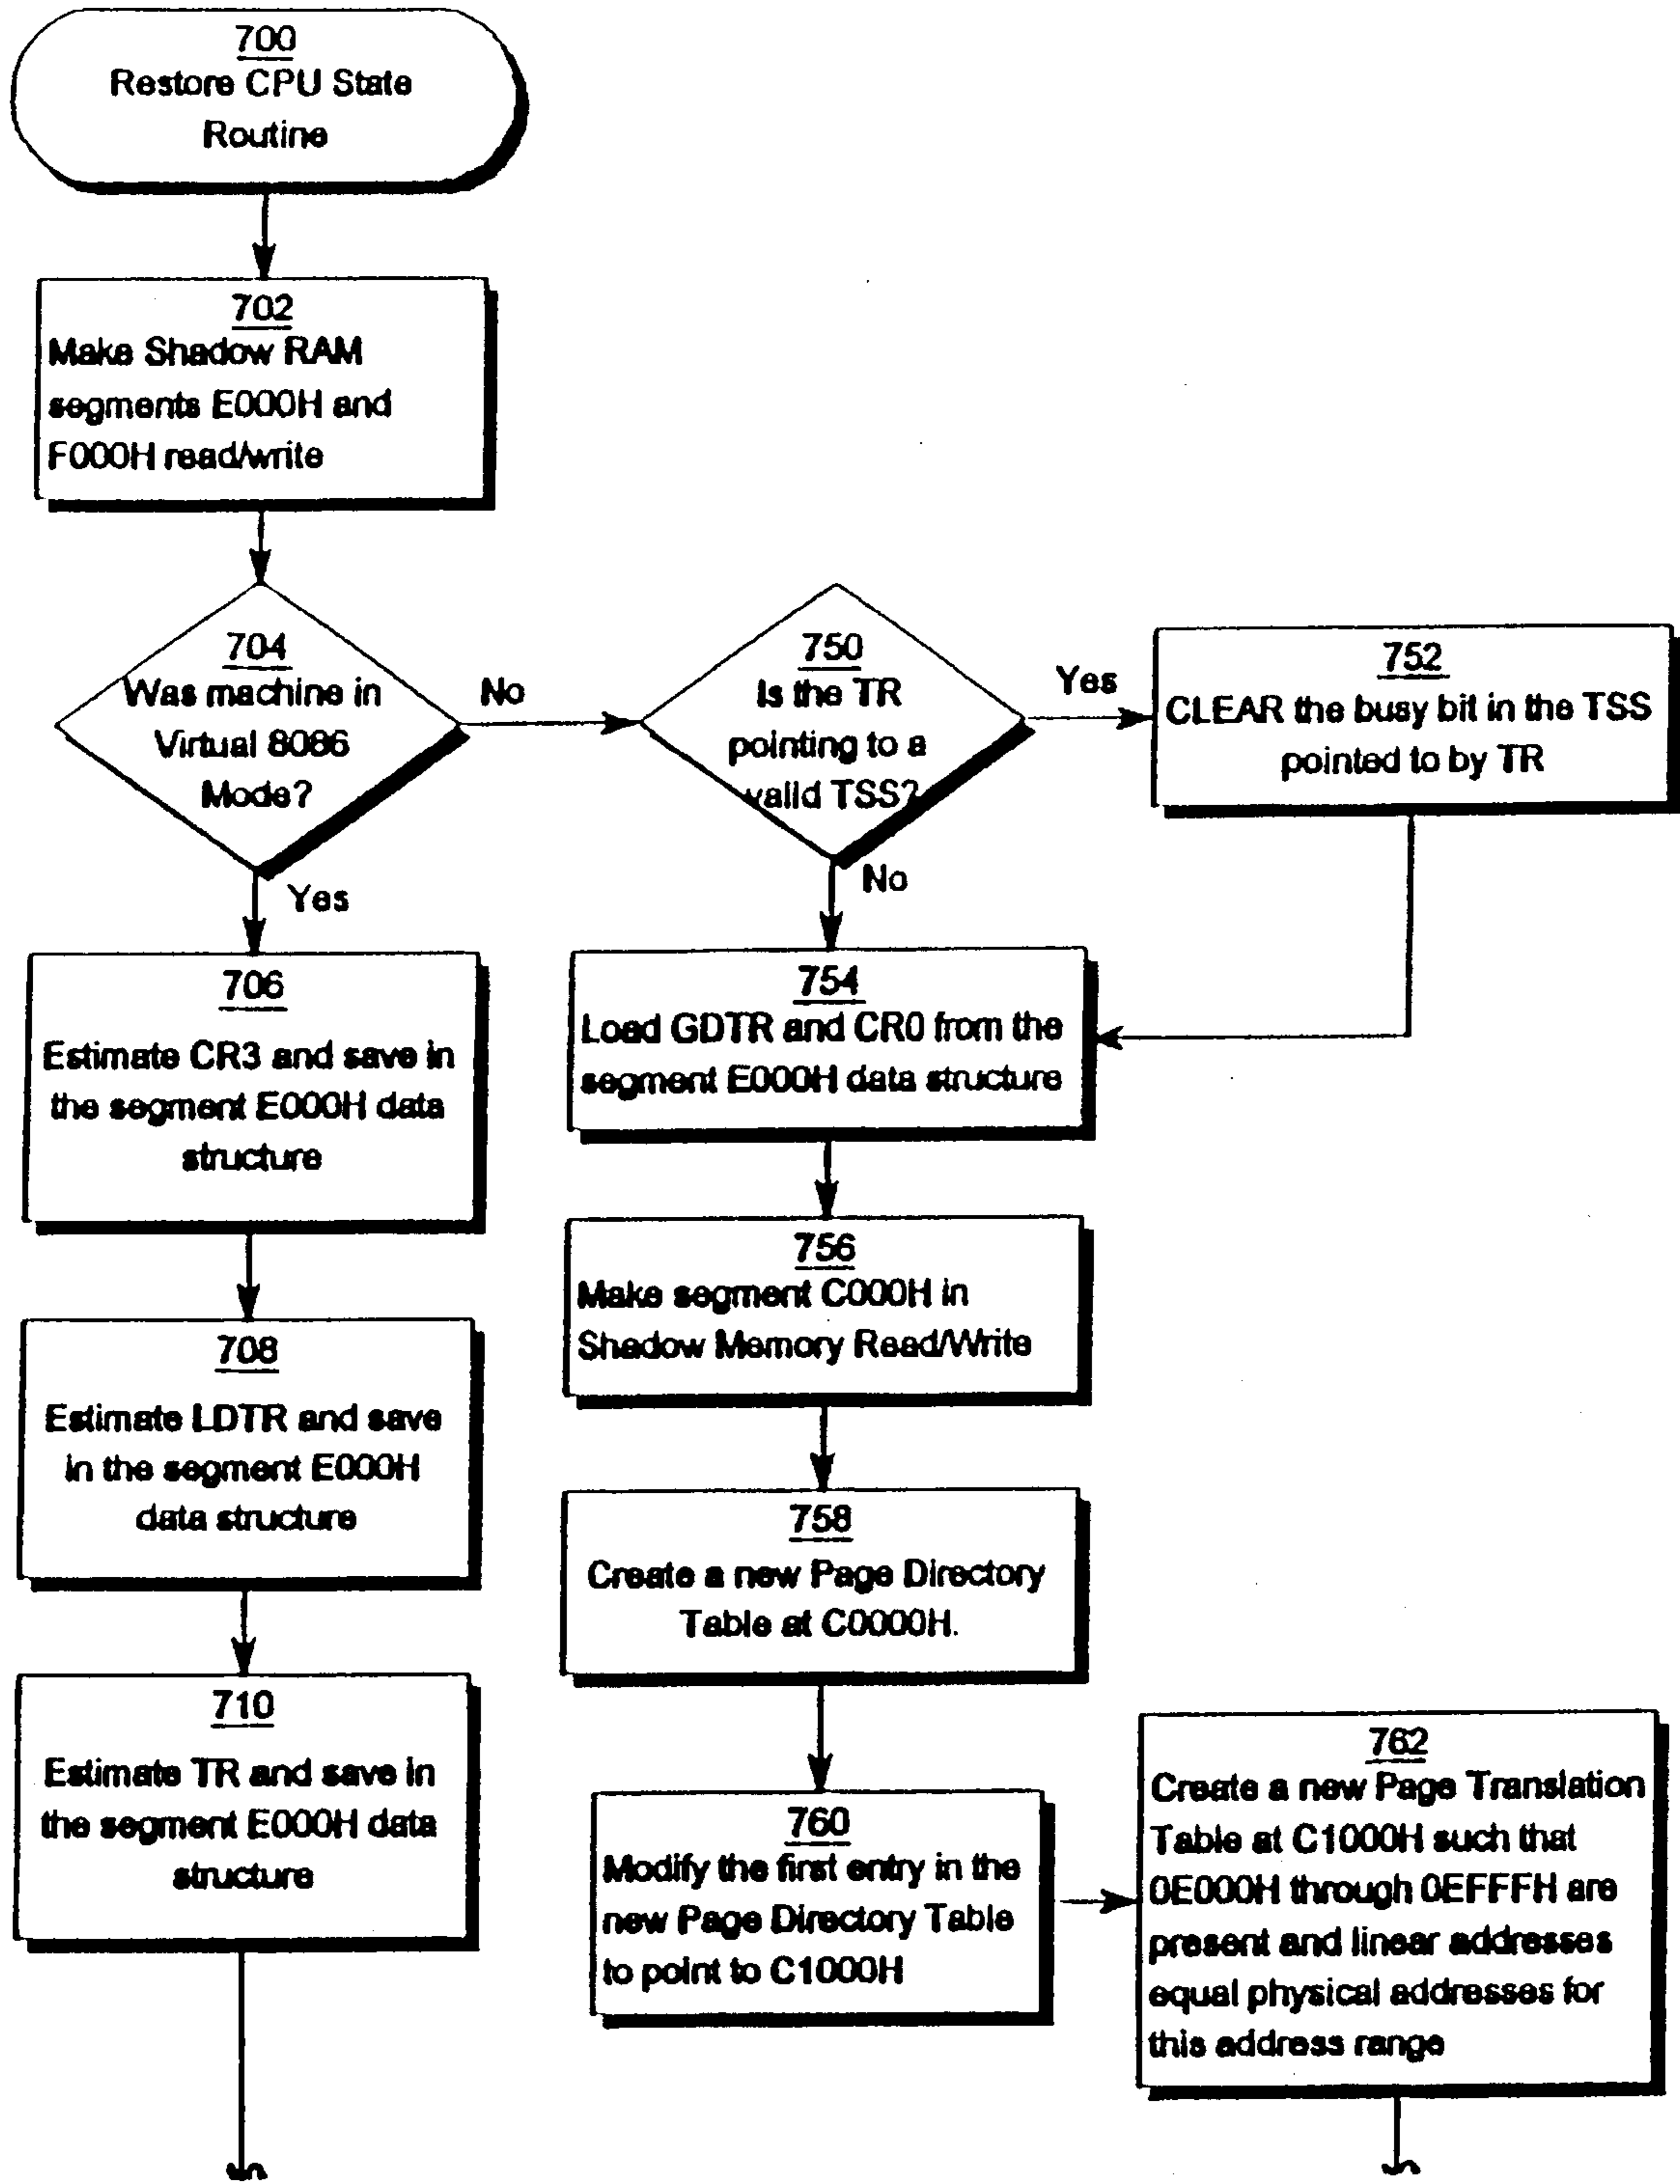 700
Restore CPU State
Routine
702
Make Shadow RAM
segments E000H and
F000H read/write
704
Was machine in
Virtual 8086
Mode?
No
Yes
750
Is the TR
pointing to a
valid TSS?
Yes
No
752
CLEAR the busy bit in the TSS
pointed to by TR
706
Estimate CR3 and save in
the segment E000H data
structure
754
Load GDTR and CR0 from the
segment E000H data structure
756
Make segment C000H in
Shadow Memory Read/Write
708
Estimate LDTR and save
in the segment E000H
data structure
758
Create a new Page Directory
Table at C0000H.
710
Estimate TR and save in
the segment E000H data
structure
760
Modify the first entry in the
new Page Directory Table
to point to C1000H
762
Create a new Page Translation
Table at C1000H such that
0E000H through 0EFFFH are
present and linear addresses
equal physical addresses for
this address range